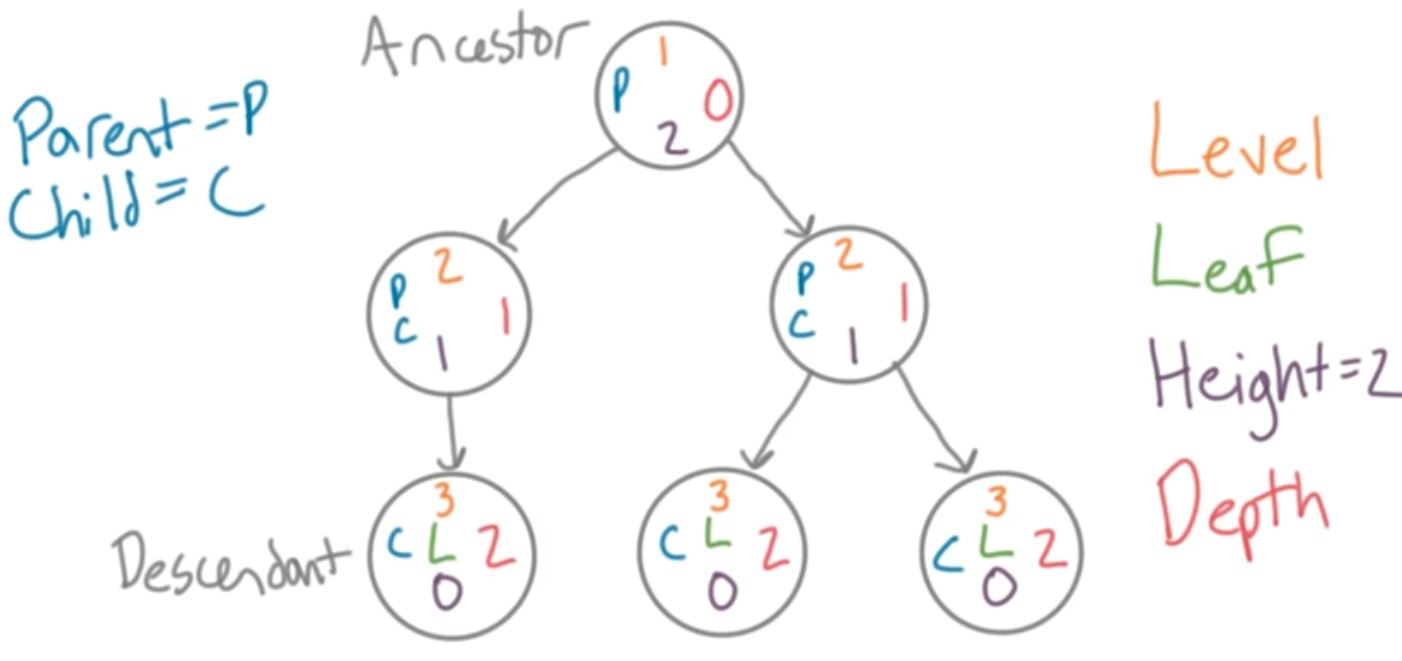 Ancestor
1
P 0
2
Parent = P
Child = C
Level
2
P
C 1
1
2
P
C 1
1
Leaf
Height = 2
Depth
Descendant
3
C L 2
0
3
C L 2
0
3
C L 2
0